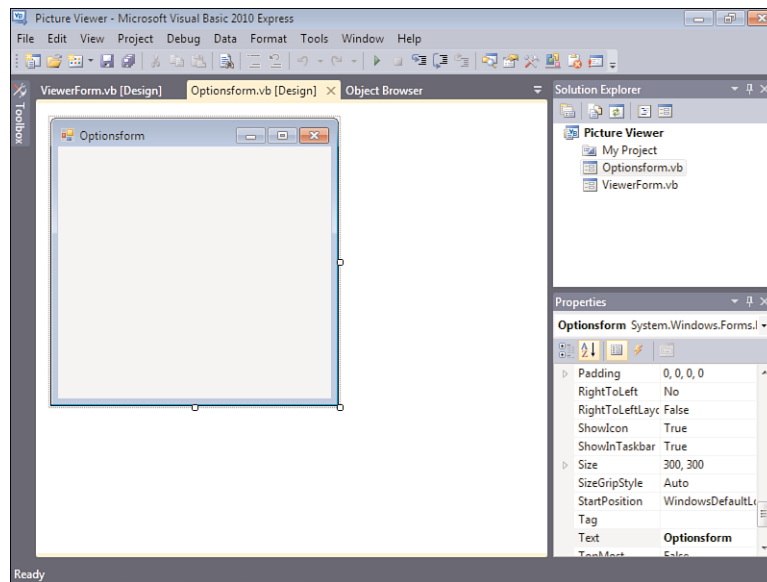 Picture Viewer - Microsoft Visual Basic 2010 Express
File Edit View Project Debug Data Format Tools Window Help
Toolbox
ViewerForm.vb [Design] Optionsform.vb [Design] Object Browser
Optionsform
Solution Explorer
Picture Viewer
My Project
Optionsform.vb
ViewerForm.vb
Properties
Optionsform System.Windows.Forms.
Padding 0, 0, 0, 0
RightToLeft No
RightToLeftLayc False
ShowIcon True
ShowInTaskbar True
Size 300, 300
SizeGripStyle Auto
StartPosition WindowsDefaultLo
Tag
Text Optionsform
TopMost False
Ready